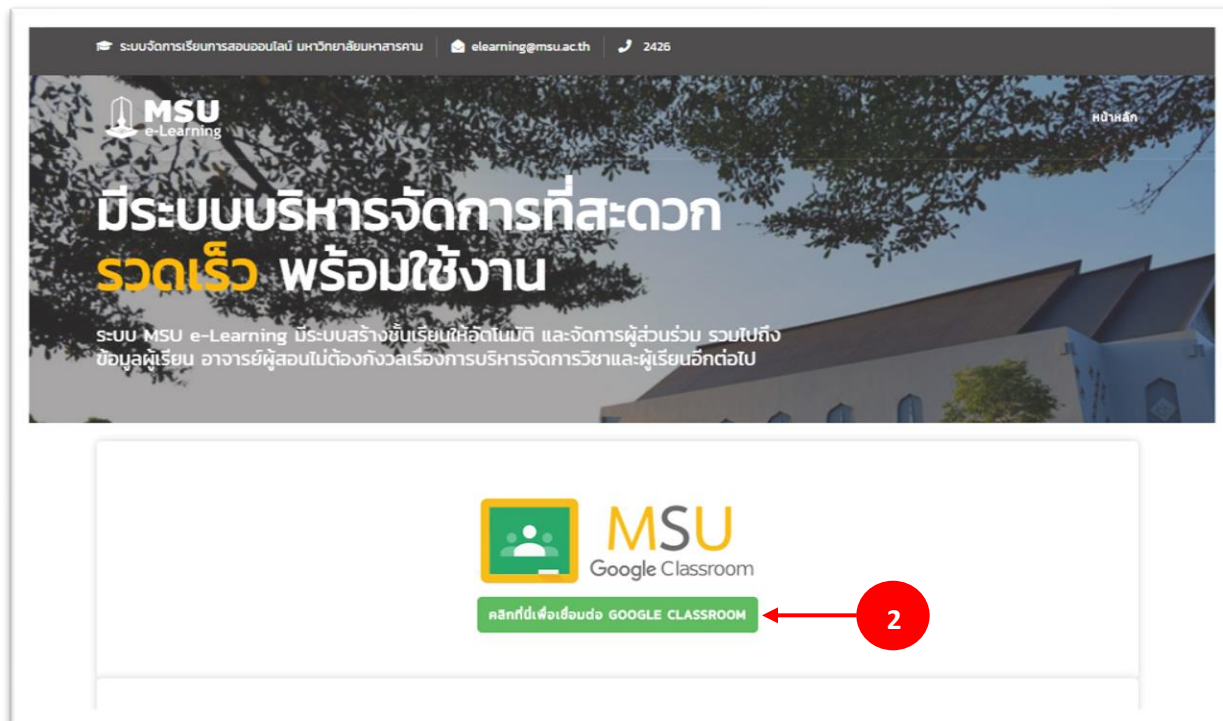 ระบบจัดการเรียนการสอนออนไลน์ มหาวิทยาลัยมหาสารคาม elearning@msu.ac.th 2426
MSU
e-Learning
หน้าหลัก
มีระบบบริหารจัดการที่สะดวก
รวดเร็ว พร้อมใช้งาน
ระบบ MSU e-Learning มีระบบสร้างชั้นเรียนให้อัตโนมัติ และจัดการผู้ส่วนร่วม รวมไปถึง
ข้อมูลผู้เรียน อาจารย์ผู้สอนไม่ต้องกังวลเรื่องการบริหารจัดการวิชาและผู้เรียนอีกต่อไป
MSU
Google Classroom
คลิกที่นี่เพื่อเชื่อมต่อ GOOGLE CLASSROOM
2